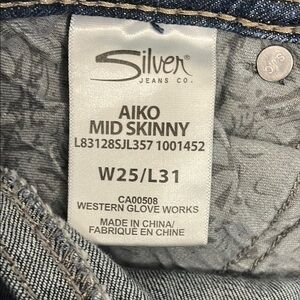 Silver
JEANS CO.
AIKO
MID SKINNY
L83128SJL357 1001452
W25/L31
CA00508
WESTERN GLOVE WORKS
MADE IN CHINA/
FABRIQUÉ EN CHINE